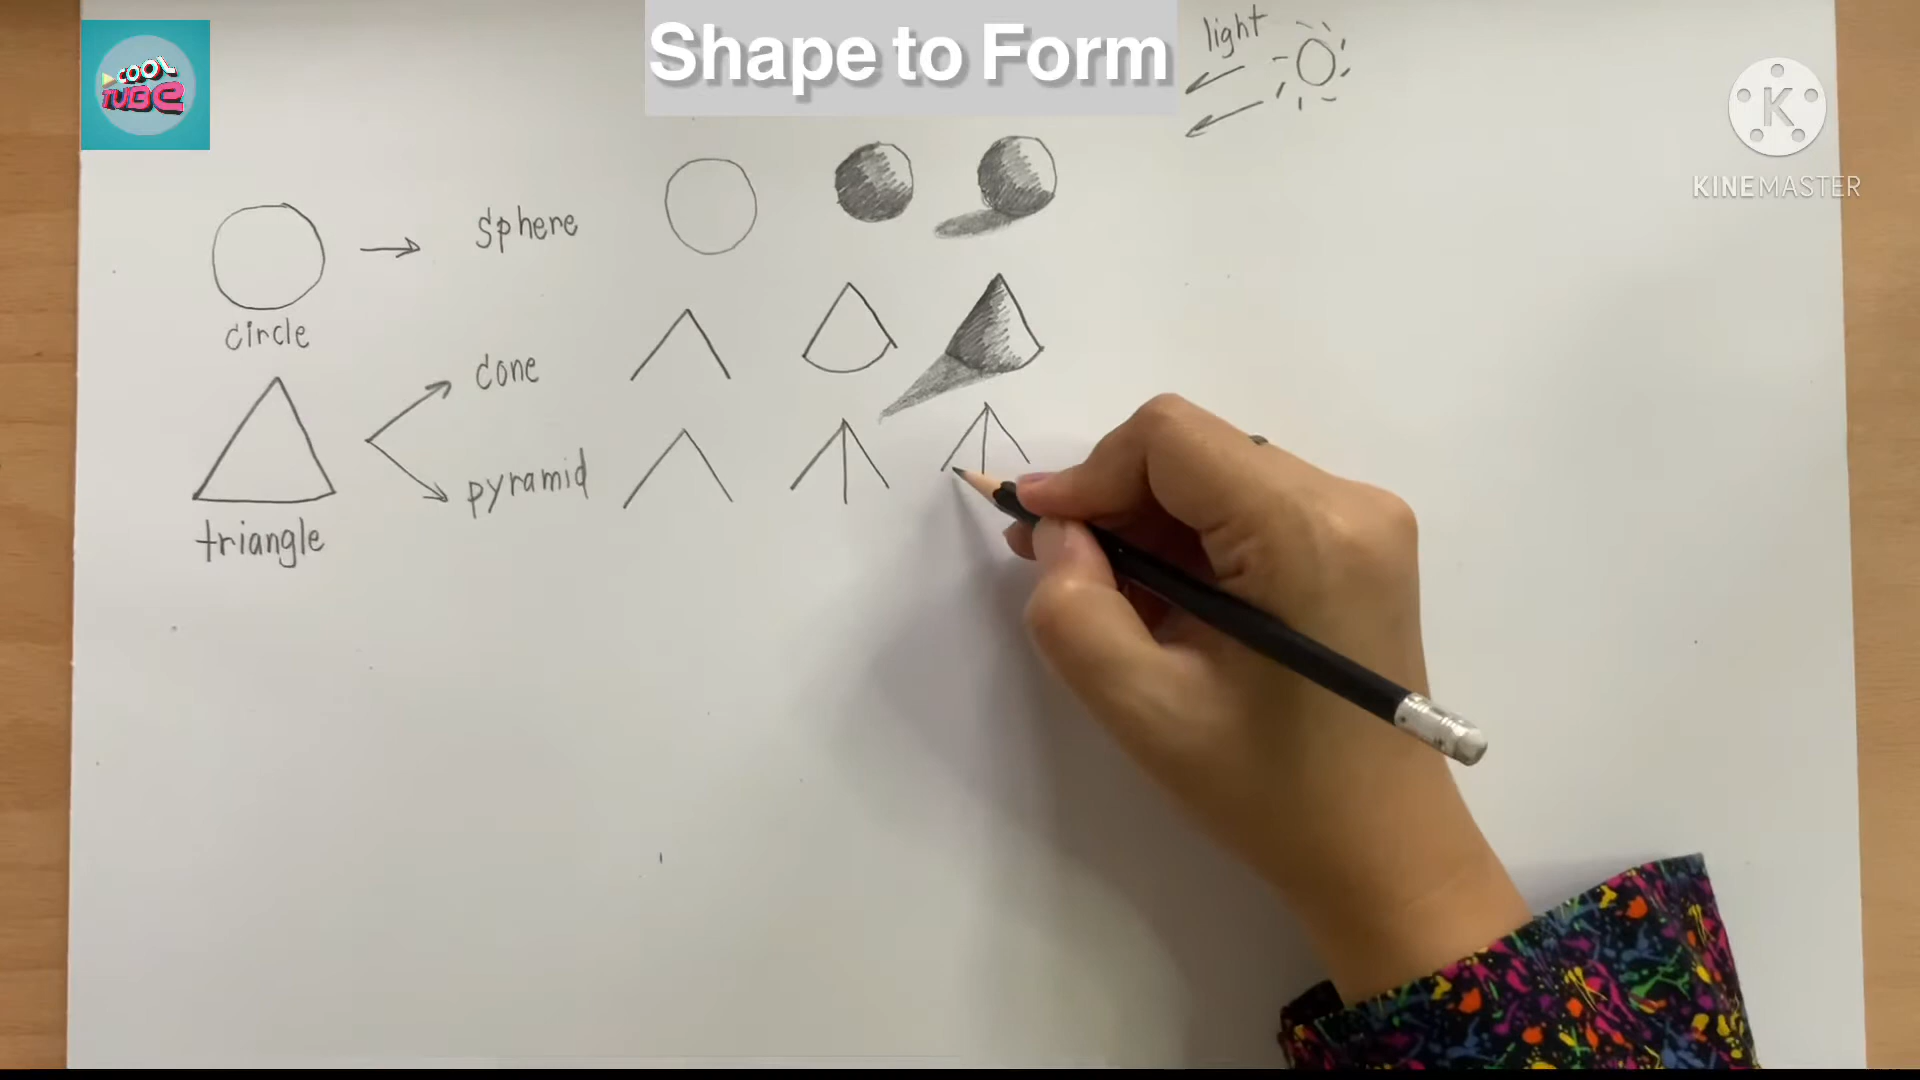 Shape to Form
light
COOL
TUBE
K
KINEMASTER
sphere
circle
cone
pyramid
triangle